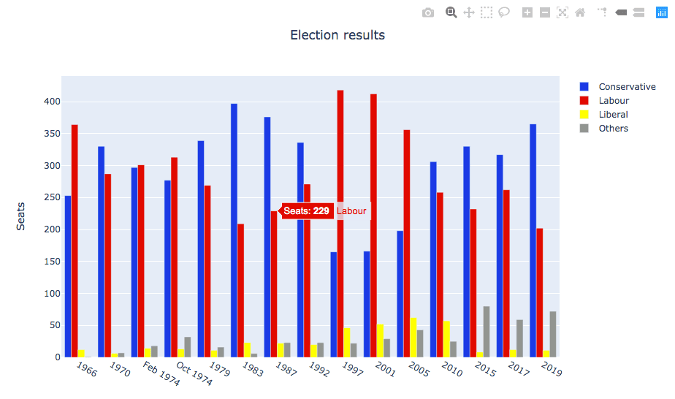 Election results
Conservative
Labour
Liberal
Others
Seats
400
350
300
250
200
150
100
50
0
Seats: 229 Labour
1966 1970 Feb 1974 Oct 1974 1979 1983 1987 1992 1997 2001 2005 2010 2015 2017 2019